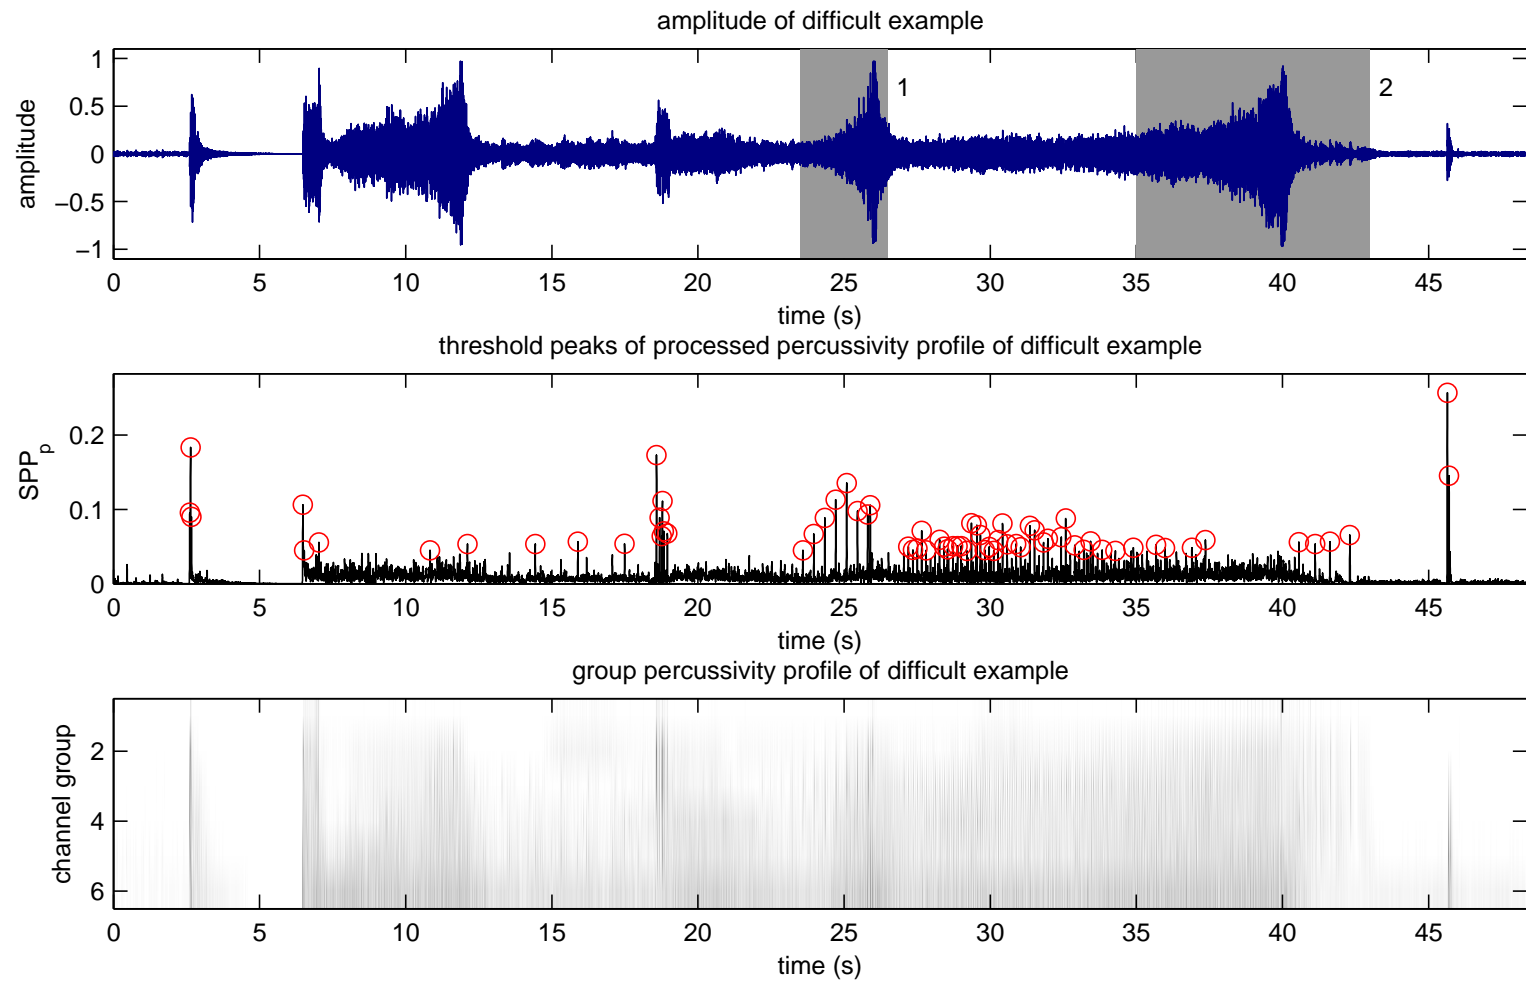 amplitude of difficult example
1
0.5
0
−0.5
−1
amplitude
1
2
0 5 10 15 20 25 30 35 40 45
time (s)
threshold peaks of processed percussivity profile of difficult example
0.2
0.1
0
SPPp
0 5 10 15 20 25 30 35 40 45
time (s)
group percussivity profile of difficult example
2
4
6
channel group
0 5 10 15 20 25 30 35 40 45
time (s)